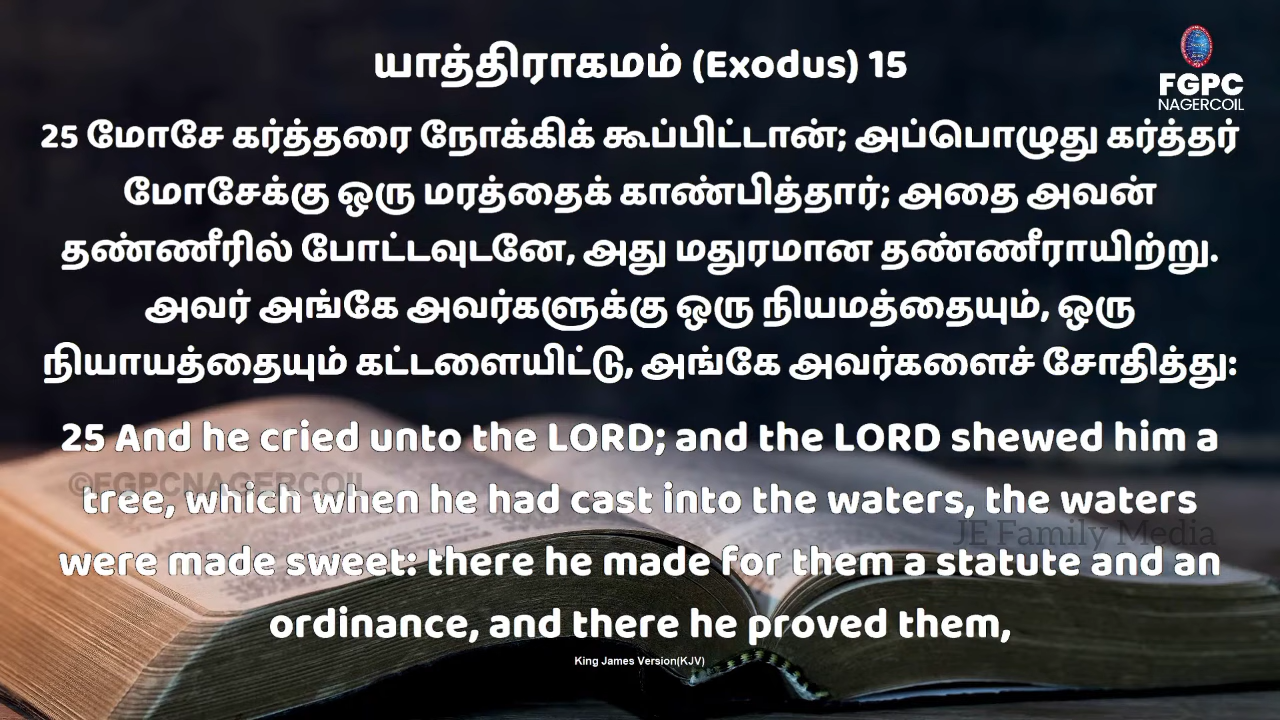 யாத்திராகமம் (Exodus) 15
FGPC
NAGERCOIL
25 மோசே கர்த்தரை நோக்கிக் கூப்பிட்டான்; அப்பொழுது கர்த்தர்
மோசேக்கு ஒரு மரத்தைக் காண்பித்தார்; அதை அவன்
தண்ணீரில் போட்டவுடனே, அது மதுரமான தண்ணீராயிற்று.
அவர் அங்கே அவர்களுக்கு ஒரு நியமத்தையும், ஒரு
நியாயத்தையும் கட்டளையிட்டு, அங்கே அவர்களைச் சோதித்து:
25 And he cried unto the LORD; and the LORD shewed him a
©FGPCNAGERCOIL
tree, which when he had cast into the waters, the waters
JE Family Media
were made sweet: there he made for them a statute and an
ordinance, and there he proved them,
King James Version(KJV)